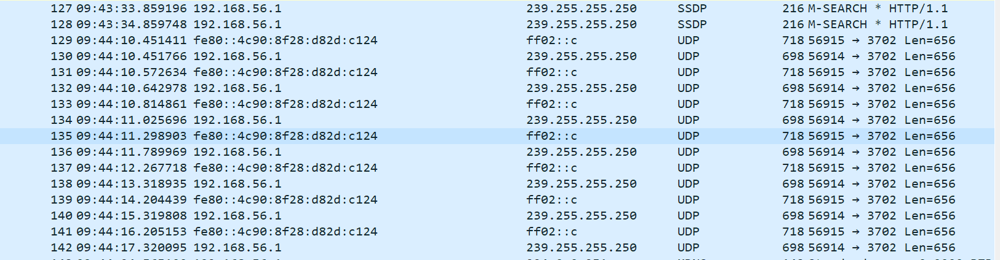 127 09:43:33.859196 192.168.56.1 239.255.255.250 SSDP 216 M-SEARCH * HTTP/1.1
128 09:43:34.859748 192.168.56.1 239.255.255.250 SSDP 216 M-SEARCH * HTTP/1.1
129 09:44:10.451411 fe80::4c90:8f28:d82d:c124 ff02::c UDP 718 56915 → 3702 Len=656
130 09:44:10.451766 192.168.56.1 239.255.255.250 UDP 698 56914 → 3702 Len=656
131 09:44:10.572634 fe80::4c90:8f28:d82d:c124 ff02::c UDP 718 56915 → 3702 Len=656
132 09:44:10.642978 192.168.56.1 239.255.255.250 UDP 698 56914 → 3702 Len=656
133 09:44:10.814861 fe80::4c90:8f28:d82d:c124 ff02::c UDP 718 56915 → 3702 Len=656
134 09:44:11.025696 192.168.56.1 239.255.255.250 UDP 698 56914 → 3702 Len=656
135 09:44:11.298903 fe80::4c90:8f28:d82d:c124 ff02::c UDP 718 56915 → 3702 Len=656
136 09:44:11.789969 192.168.56.1 239.255.255.250 UDP 698 56914 → 3702 Len=656
137 09:44:12.267718 fe80::4c90:8f28:d82d:c124 ff02::c UDP 718 56915 → 3702 Len=656
138 09:44:13.318935 192.168.56.1 239.255.255.250 UDP 698 56914 → 3702 Len=656
139 09:44:14.204439 fe80::4c90:8f28:d82d:c124 ff02::c UDP 718 56915 → 3702 Len=656
140 09:44:15.319808 192.168.56.1 239.255.255.250 UDP 698 56914 → 3702 Len=656
141 09:44:16.205153 fe80::4c90:8f28:d82d:c124 ff02::c UDP 718 56915 → 3702 Len=656
142 09:44:17.320095 192.168.56.1 239.255.255.250 UDP 698 56914 → 3702 Len=656